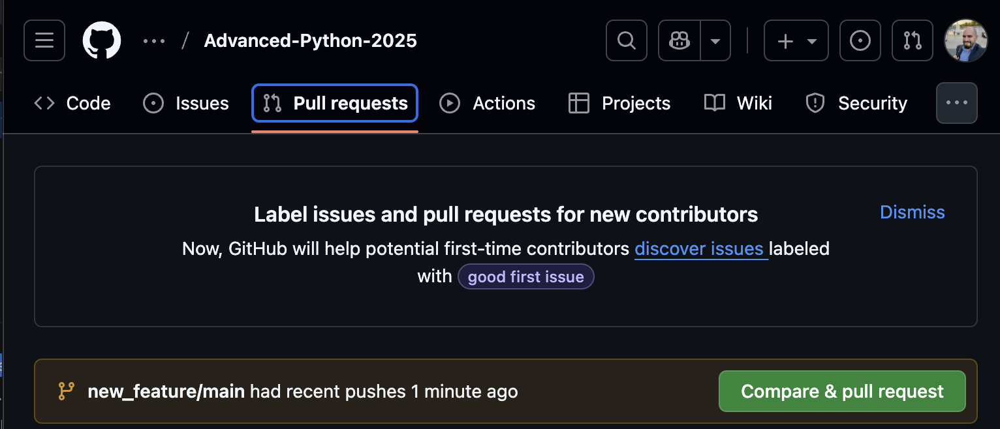 ... / Advanced-Python-2025
Code Issues Pull requests Actions Projects Wiki Security ...
Label issues and pull requests for new contributors
Dismiss
Now, GitHub will help potential first-time contributors discover issues labeled
with good first issue
new_feature/main had recent pushes 1 minute ago
Compare & pull request